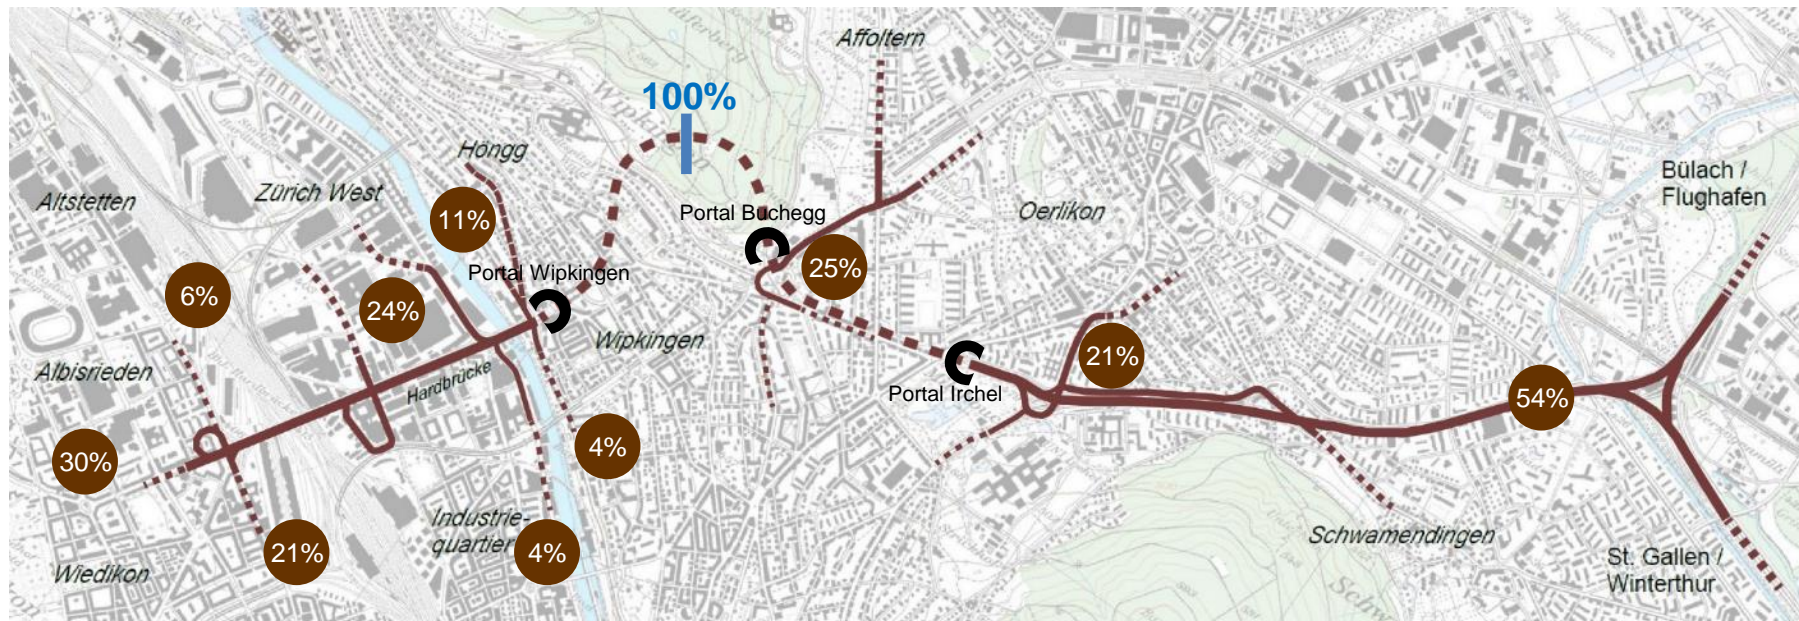 Affoltern
100%
Höngg
Zürich West
Altstetten
11%
Portal Buchegg
Oerlikon
Bülach /
Flughafen
Portal Wipkingen
25%
6%
24%
Wipkingen
Hardbrücke
Albisrieden
21%
Portal Irchel
54%
30%
4%
Industrie-
quartier
4%
21%
Wiedikon
Schwamendingen
St. Gallen /
Winterthur